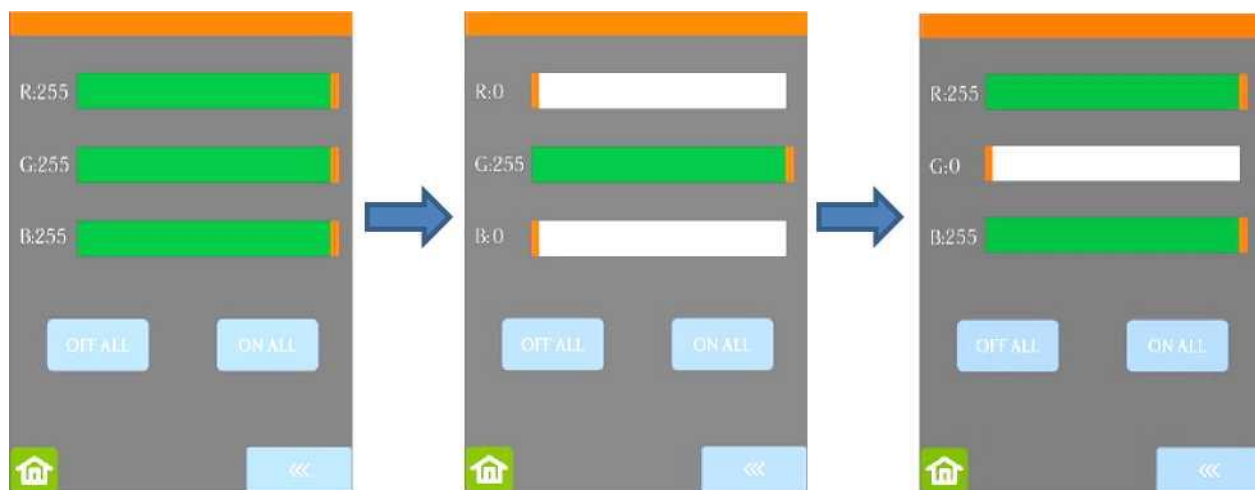 R:255
G:255
B:255
OFF ALL ON ALL
<<<
R:0
G:255
B:0
OFF ALL ON ALL
<<<
R:255
G:0
B:255
OFF ALL ON ALL
<<<